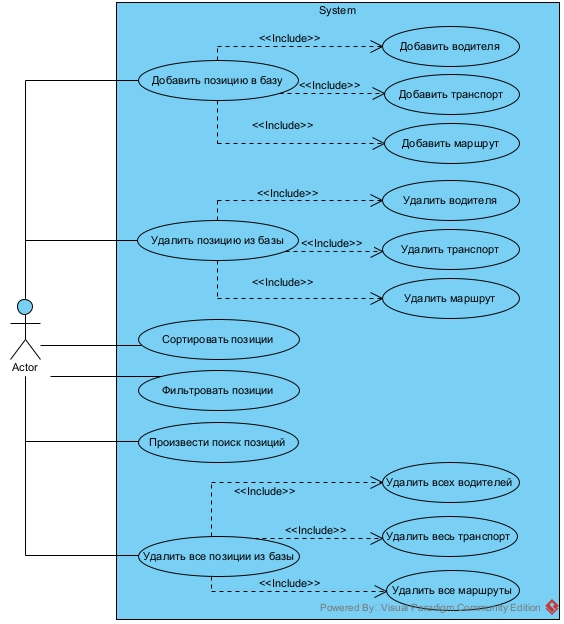 System
<<Include>>
Добавить водителя
Добавить позицию в базу
<<Include>>
Добавить транспорт
<<Include>>
Добавить маршрут
<<Include>>
Удалить водителя
Удалить позицию из базы
<<Include>>
Удалить транспорт
<<Include>>
Удалить маршрут
Actor
Сортировать позиции
Фильтровать позиции
Произвести поиск позиций
Удалить всех водителей
<<Include>>
<<Include>>
Удалить весь транспорт
Удалить все позиции из базы
<<Include>>
Удалить все маршруты
Powered By Visual Paradigm Community Edition